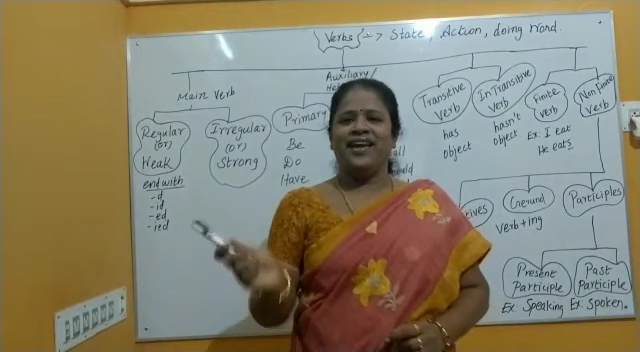 Verbs -> State, Action, doing word.
Main Verb
Auxiliary/
Regular (or) Weak
end with
-d
-id
-ed
-ied
Irregular (or) Strong
Primary
Be
Do
Have
Transitive Verb
has object
InTransitive Verb
hasn't object
Finite verb
Ex. I eat
He eats
Non Finite Verb
Gerund
Verb+ing
Participles
Present Participle
Ex. Speaking
Past Participle
Ex. Spoken.